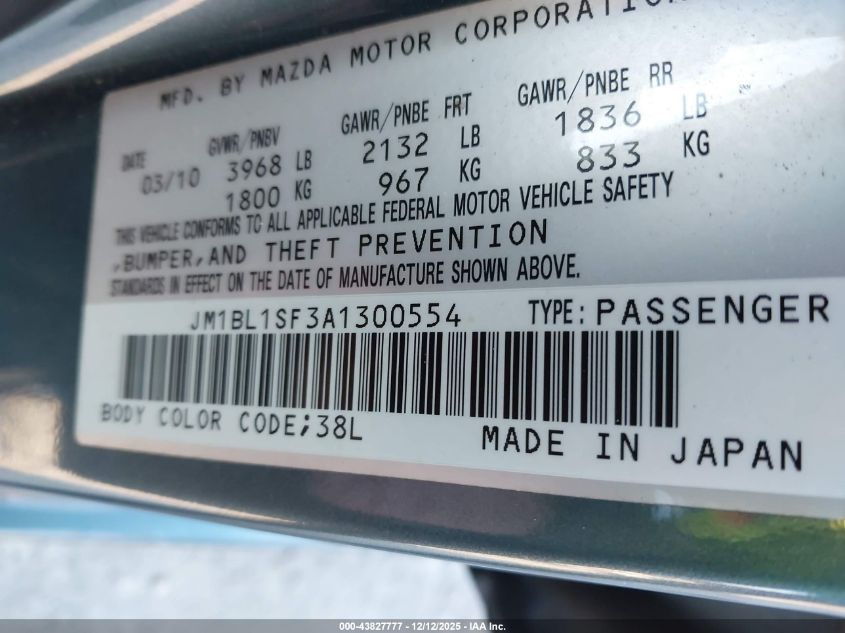 MFD. BY MAZDA MOTOR CORPORATION
DATE GVWR/PNBV GAWR/PNBE FRT GAWR/PNBE RR
03/10 3968 LB 2132 LB 1836 LB
1800 KG 967 KG 833 KG
THIS VEHICLE CONFORMS TO ALL APPLICABLE FEDERAL MOTOR VEHICLE SAFETY
,BUMPER,AND THEFT PREVENTION
STANDARDS IN EFFECT ON THE DATE OF MANUFACTURE SHOWN ABOVE.
JM1BL1SF3A1300554 TYPE: PASSENGER
BODY COLOR CODE;38L MADE IN JAPAN
000-43827777 - 12/12/2025 - IAA Inc.